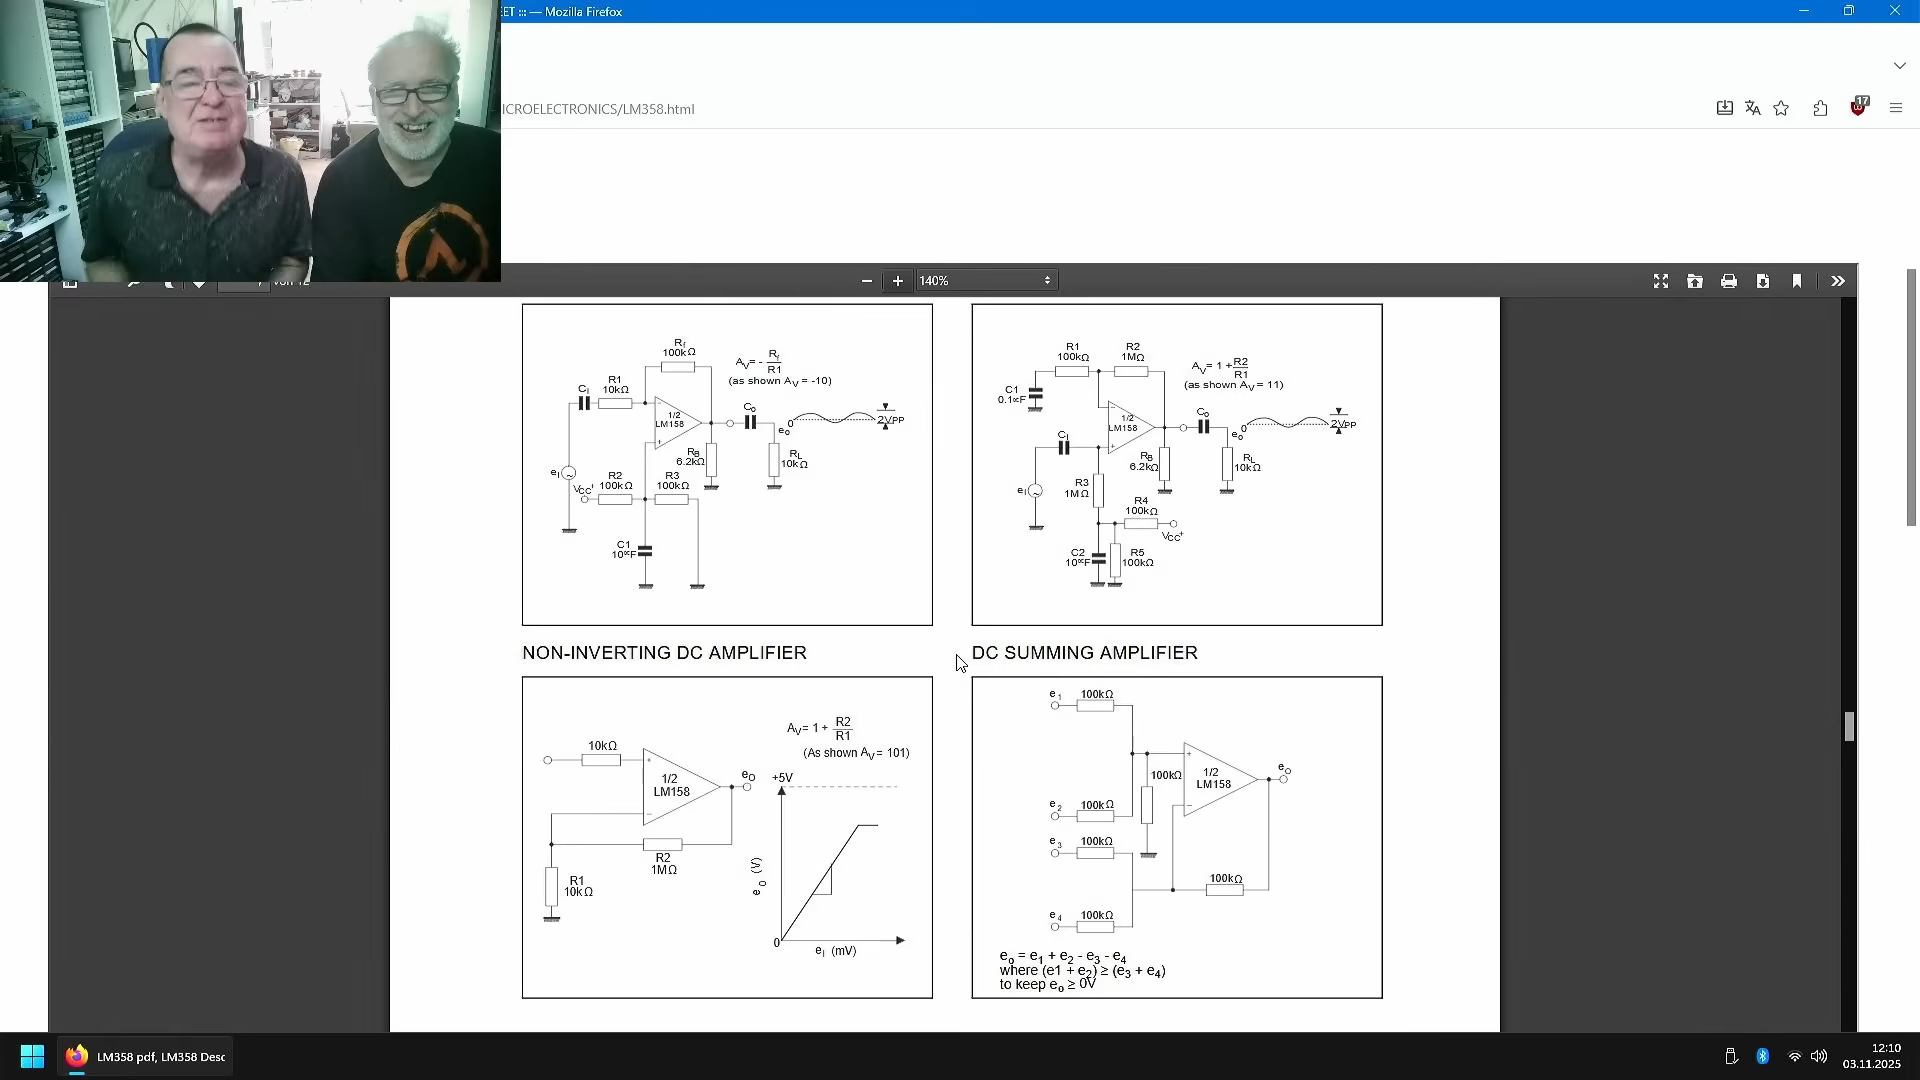 ET ::: — Mozilla Firefox
ICROELECTRONICS/LM358.html
17
140%
Rf
100kΩ
AV= - Rf
R1
(as shown AV = -10)
CI
R1
10kΩ
1/2
LM158
Co
0
eo
2VPP
RB
6.2kΩ
RL
10kΩ
eI
VCC+
R2
100kΩ
R3
100kΩ
C1
10∝F
R1
100kΩ
R2
1MΩ
AV= 1 + R2
R1
(as shown AV = 11)
C1
0.1∝F
1/2
LM158
Co
0
eo
2VPP
CI
RB
6.2kΩ
RL
10kΩ
R3
1MΩ
eI
R4
100kΩ
VCC+
C2
10∝F
R5
100kΩ
NON-INVERTING DC AMPLIFIER
DC SUMMING AMPLIFIER
AV= 1 + R2
R1
(As shown AV = 101)
10kΩ
1/2
LM158
eO
+5V
R2
1MΩ
R1
10kΩ
eO (V)
0
eI (mV)
e1 100kΩ
100kΩ
1/2
LM158
eo
e2 100kΩ
e3 100kΩ
100kΩ
e4 100kΩ
eo = e1 + e2 - e3 - e4
where (e1 + e2) ≥ (e3 + e4)
to keep eo ≥ 0V
LM358 pdf, LM358 Desc
12:10
03.11.2025